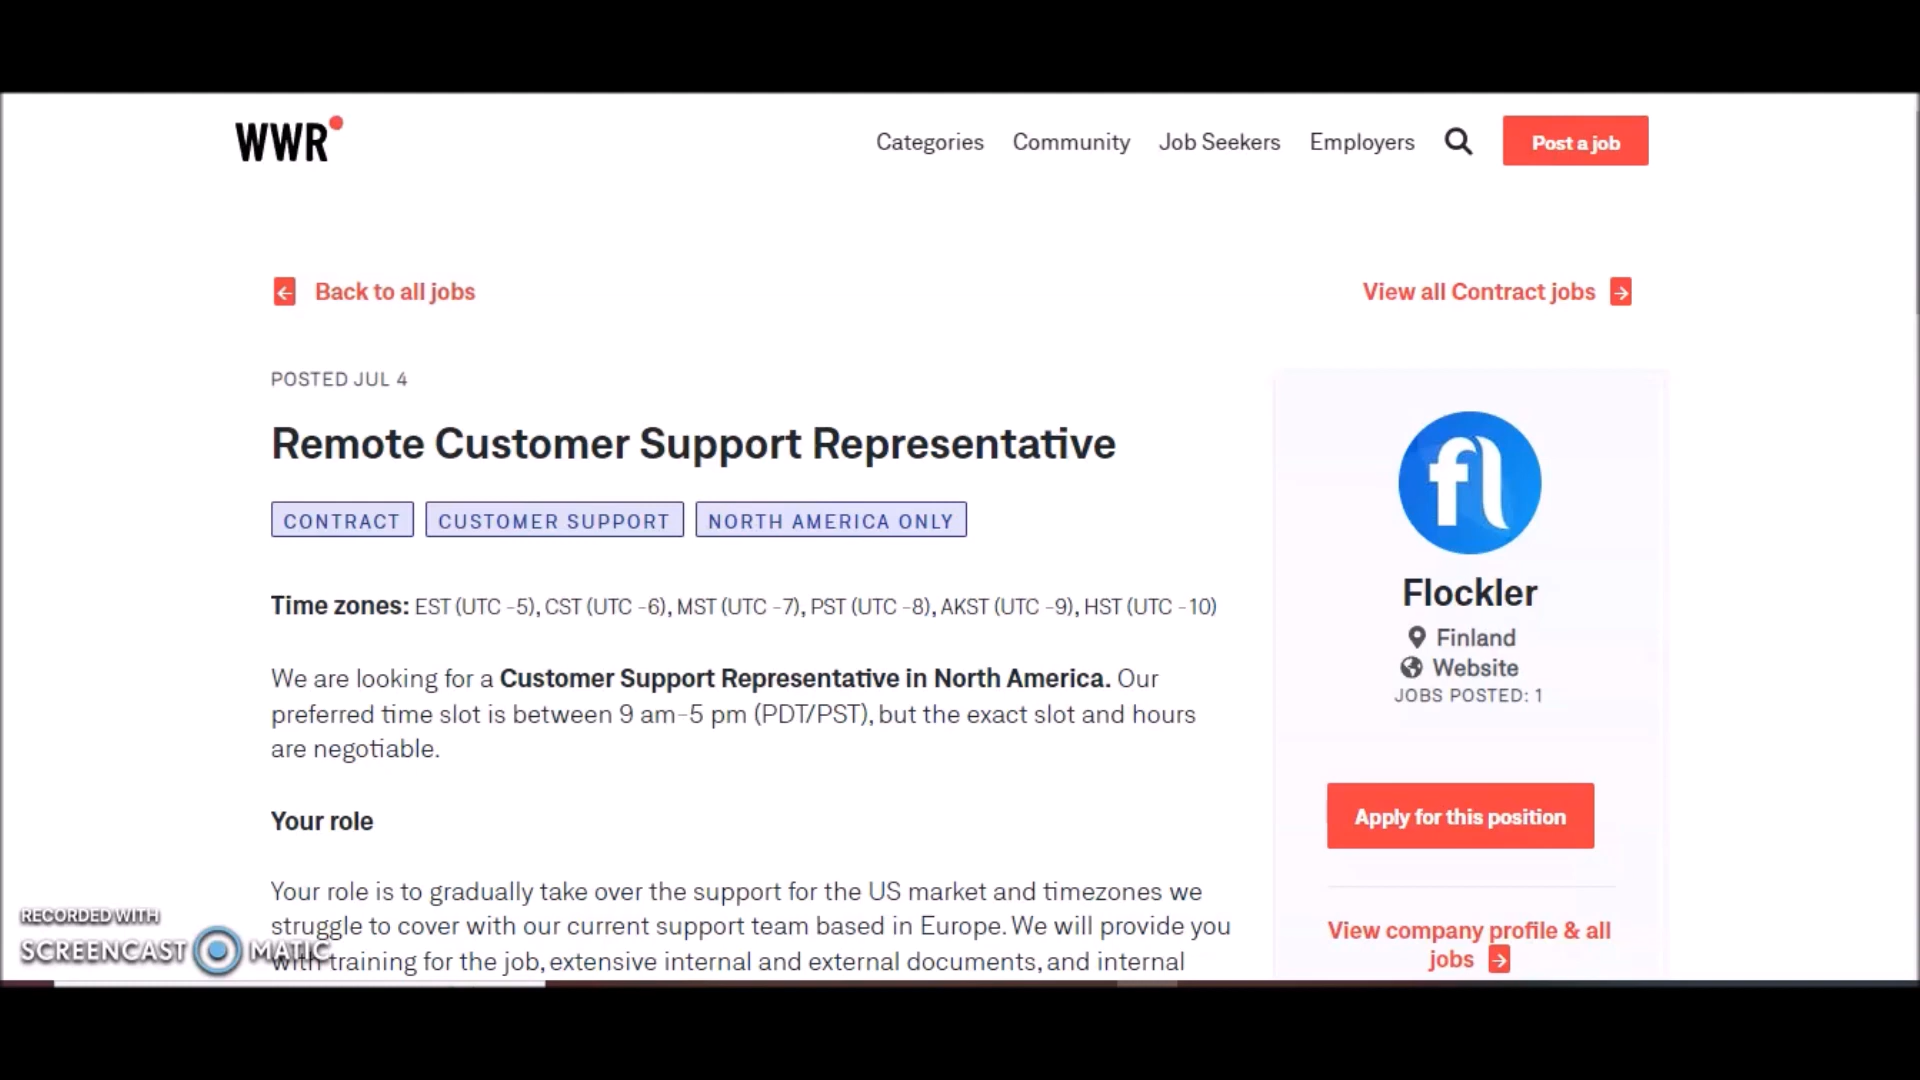 WWR
Categories Community Job Seekers Employers Post a job
Back to all jobs
View all Contract jobs
POSTED JUL 4
Remote Customer Support Representative
CONTRACT CUSTOMER SUPPORT NORTH AMERICA ONLY
Time zones: EST (UTC -5), CST (UTC -6), MST (UTC -7), PST (UTC -8), AKST (UTC -9), HST (UTC -10)
We are looking for a Customer Support Representative in North America. Our
preferred time slot is between 9 am-5 pm (PDT/PST), but the exact slot and hours
are negotiable.
Your role
Your role is to gradually take over the support for the US market and timezones we
struggle to cover with our current support team based in Europe. We will provide you
with training for the job, extensive internal and external documents, and internal
fl
Flockler
Finland
Website
JOBS POSTED: 1
Apply for this position
View company profile & all
jobs
RECORDED WITH
SCREENCAST MATIC